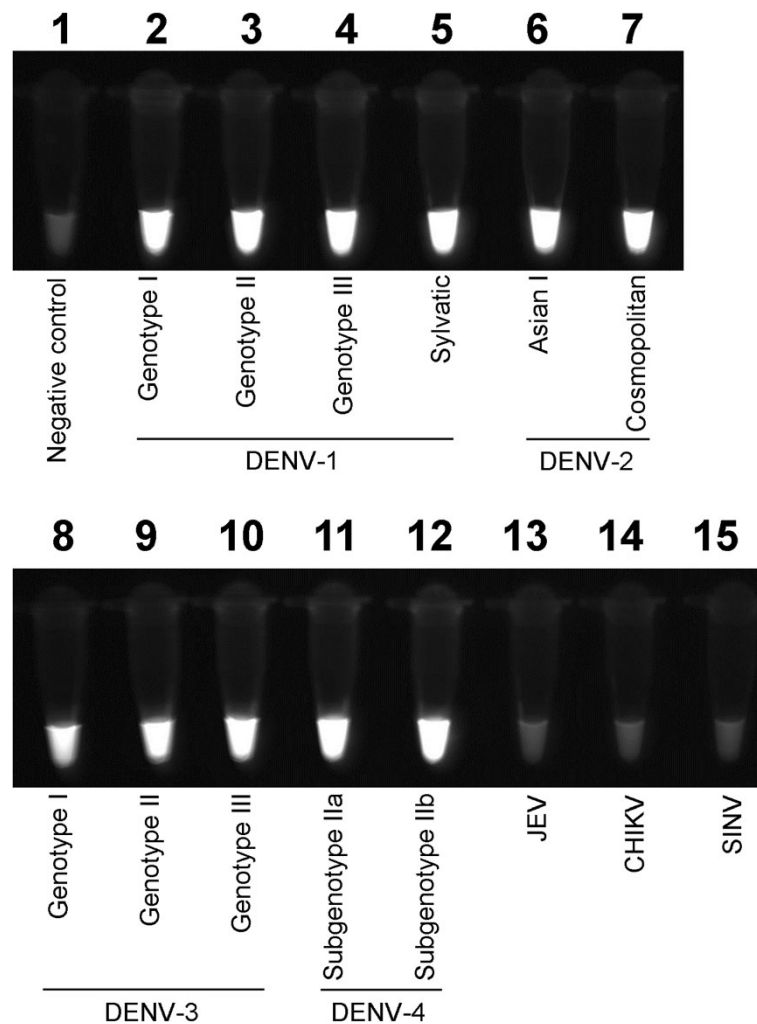 1 2 3 4 5 6 7
Negative control
Genotype I
Genotype II
Genotype III
Sylvatic
Asian I
Cosmopolitan
DENV-1 DENV-2
8 9 10 11 12 13 14 15
Genotype I
Genotype II
Genotype III
Subgenotype IIa
Subgenotype IIb
JEV
CHIKV
SINV
DENV-3 DENV-4